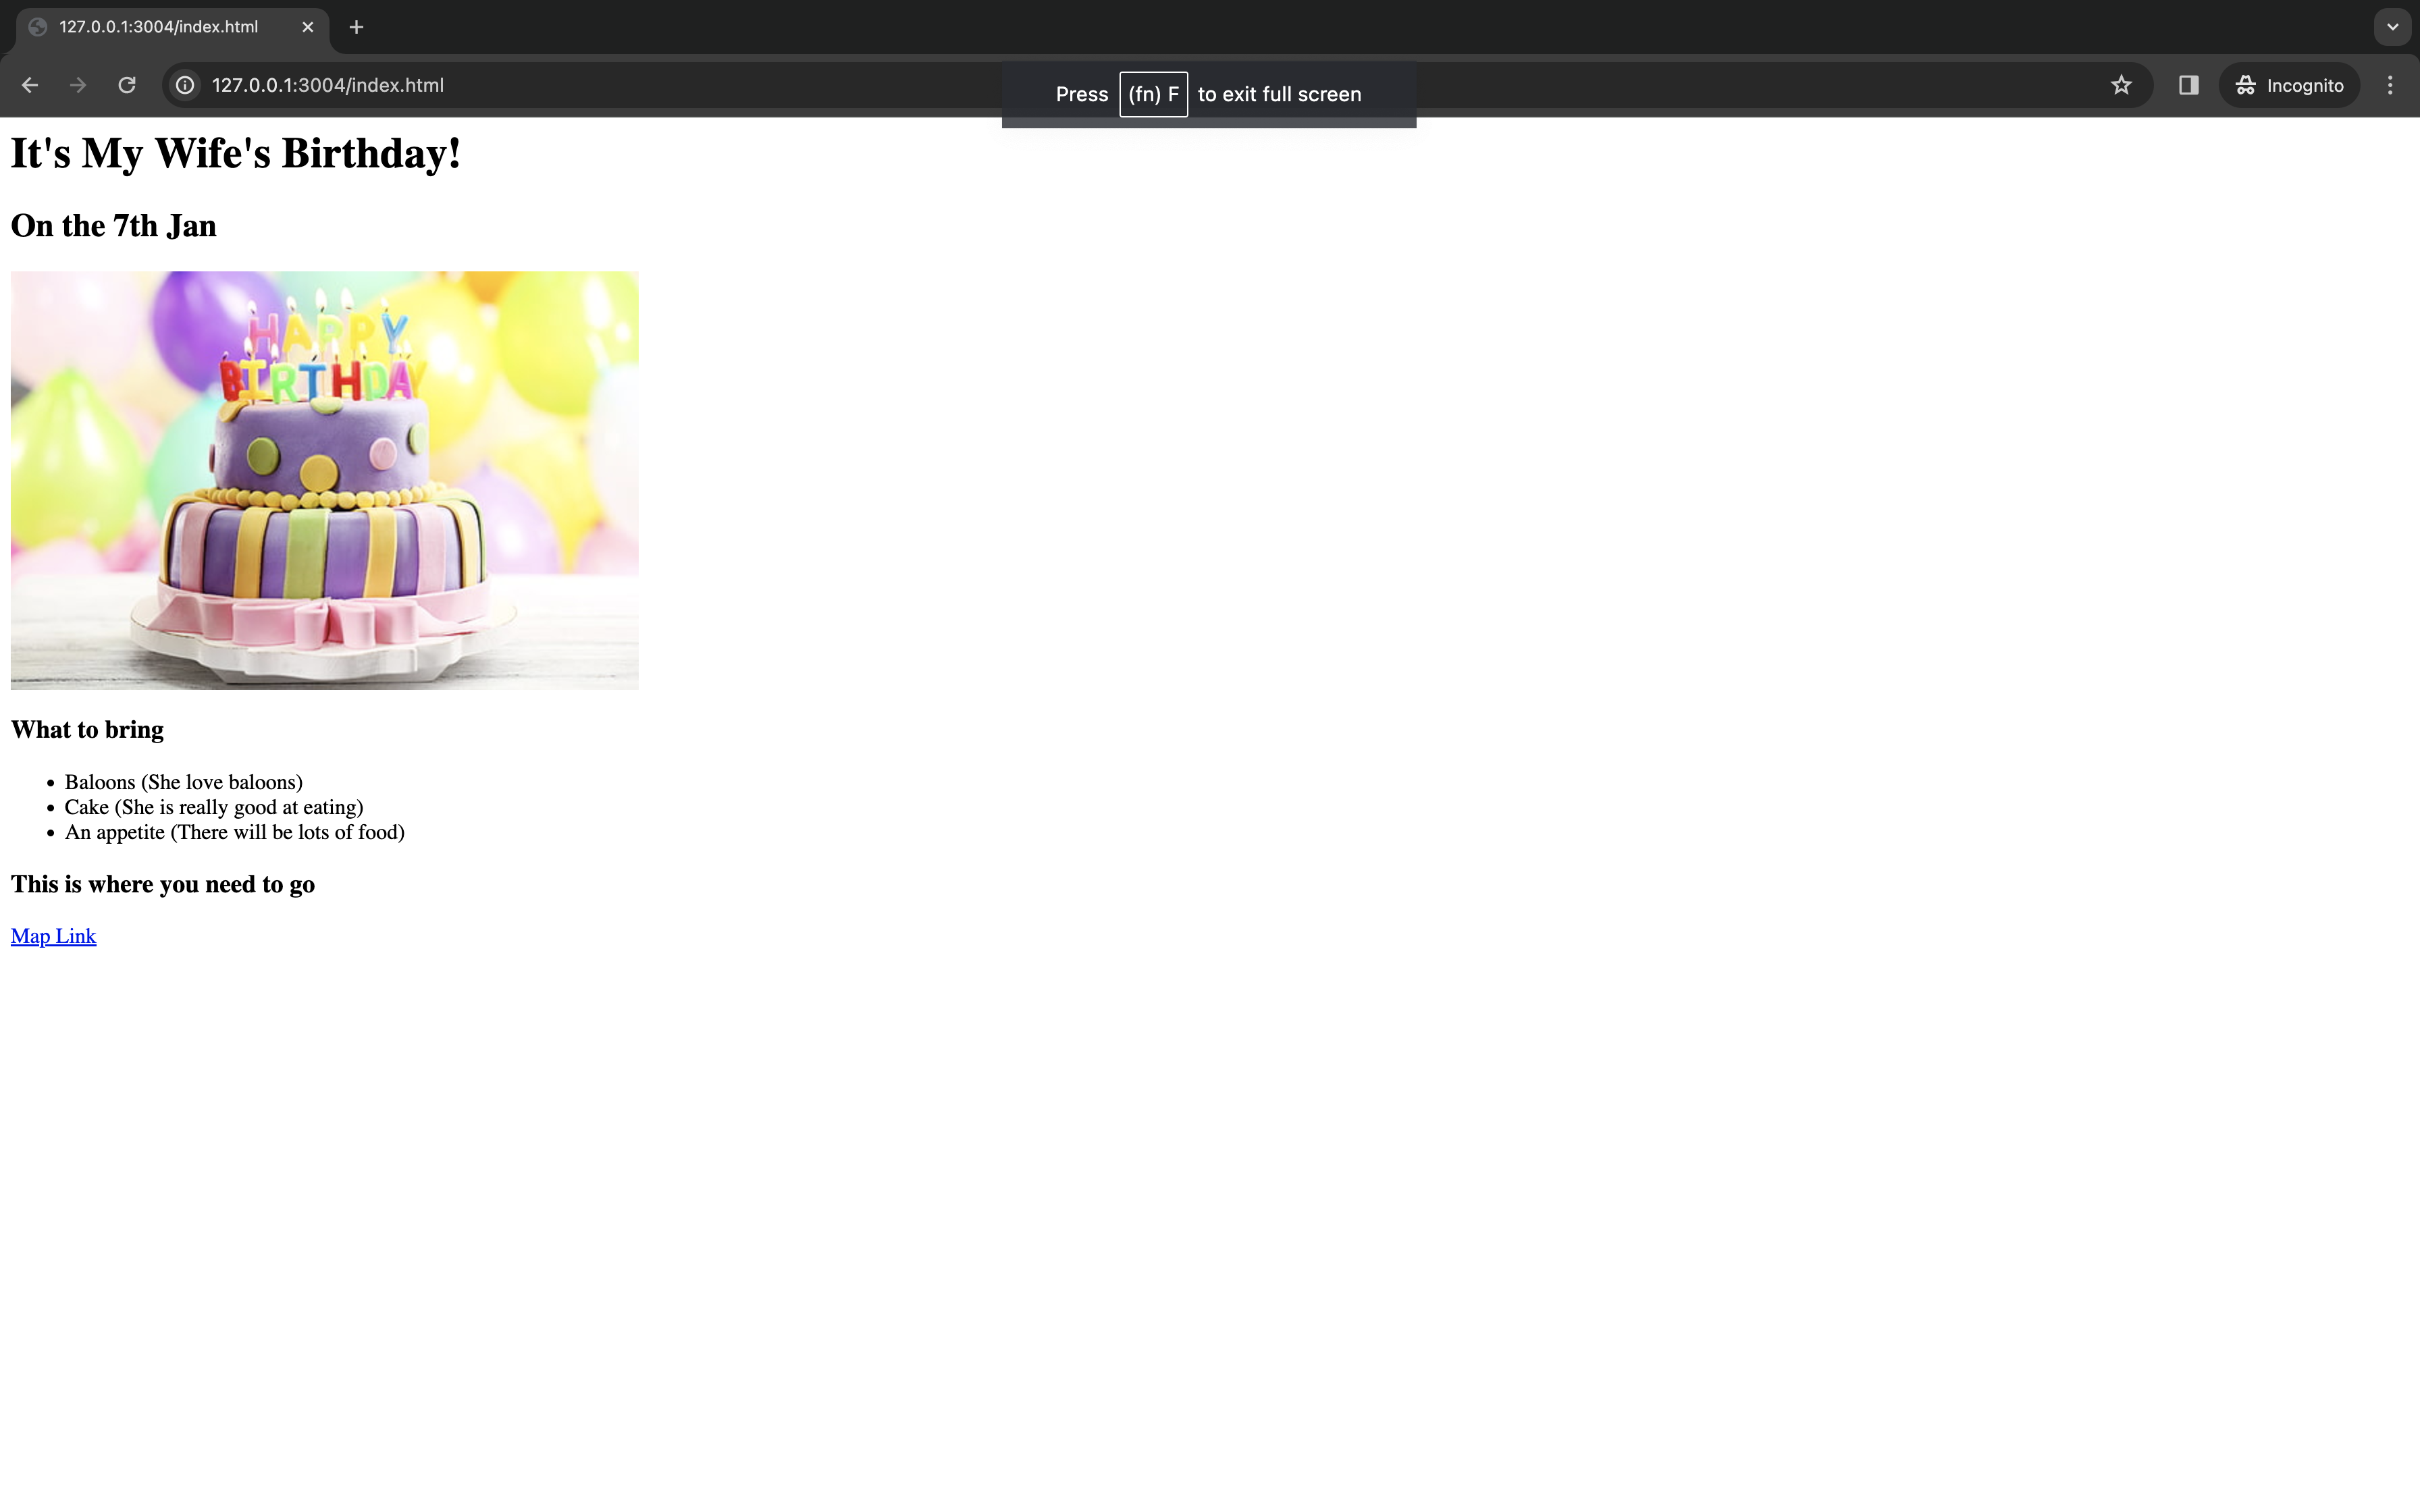 127.0.0.1:3004/index.html
127.0.0.1:3004/index.html
Press (fn) F to exit full screen
Incognito
It's My Wife's Birthday!
On the 7th Jan
HAPPY
BIRTHDAY
What to bring
Baloons (She love baloons)
Cake (She is really good at eating)
An appetite (There will be lots of food)
This is where you need to go
Map Link